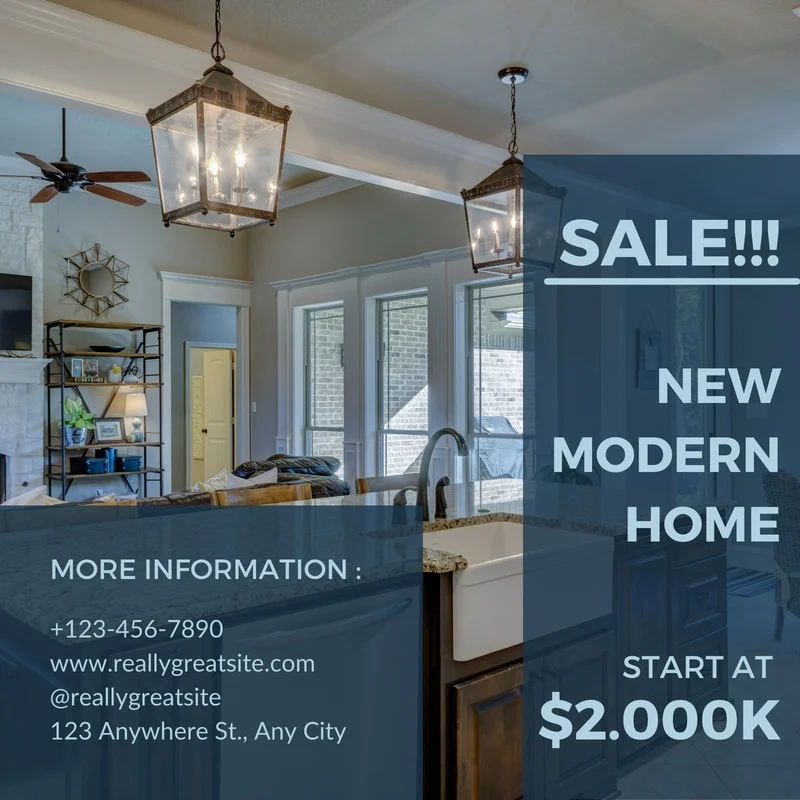 SALE!!!
NEW
MODERN
HOME
START AT
$2.000K
MORE INFORMATION :
+123-456-7890
www.reallygreatsite.com
@reallygreatsite
123 Anywhere St., Any City